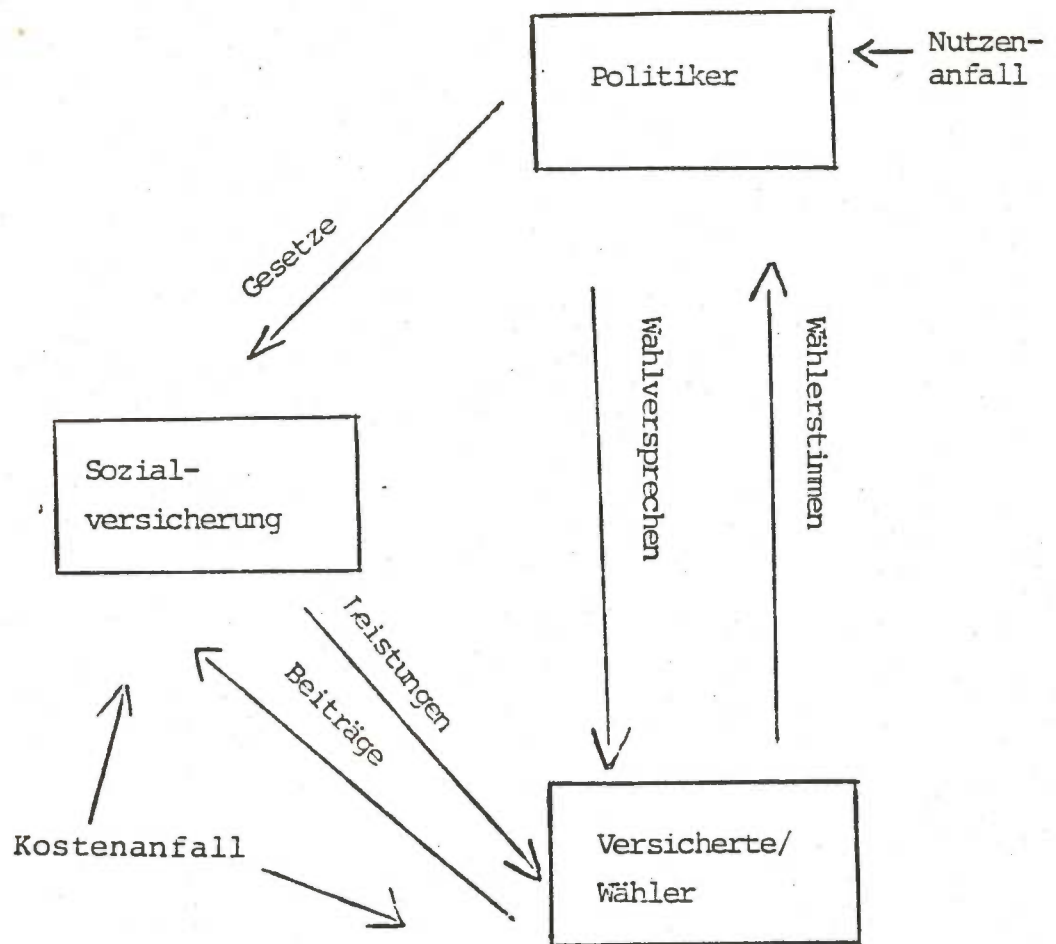 Politiker
Nutzen-
anfall
Gesetze
Wahlversprechen
Wählerstimmen
Sozial-
versicherung
Leistungen
Beiträge
Kostenanfall
Versicherte/
Wähler